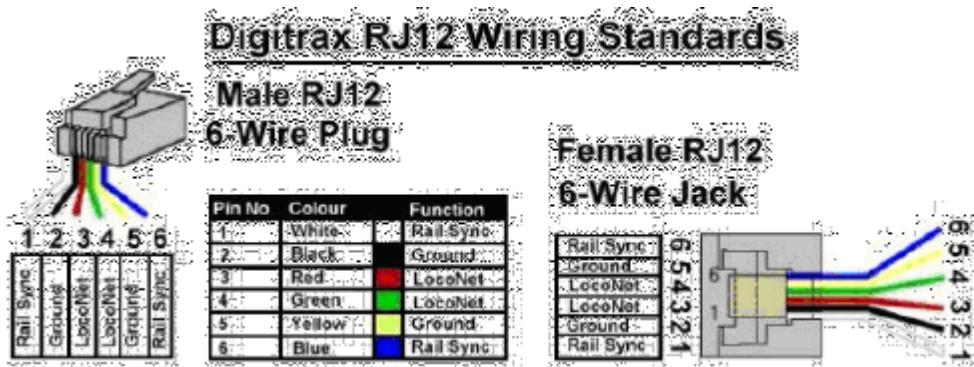 Digitrax RJ12 Wiring Standards
Male RJ12
6-Wire Plug
1 2 3 4 5 6
Rail Sync
Ground
LocoNet
LocoNet
Ground
Rail Sync
Pin No Colour Function
1 White Rail Sync
2 Black Ground
3 Red LocoNet
4 Green LocoNet
5 Yellow Ground
6 Blue Rail Sync
Female RJ12
6-Wire Jack
Rail Sync 6
Ground 5
LocoNet 4
LocoNet 3
Ground 2
Rail Sync 1
6
1
6
5
4
3
2
1